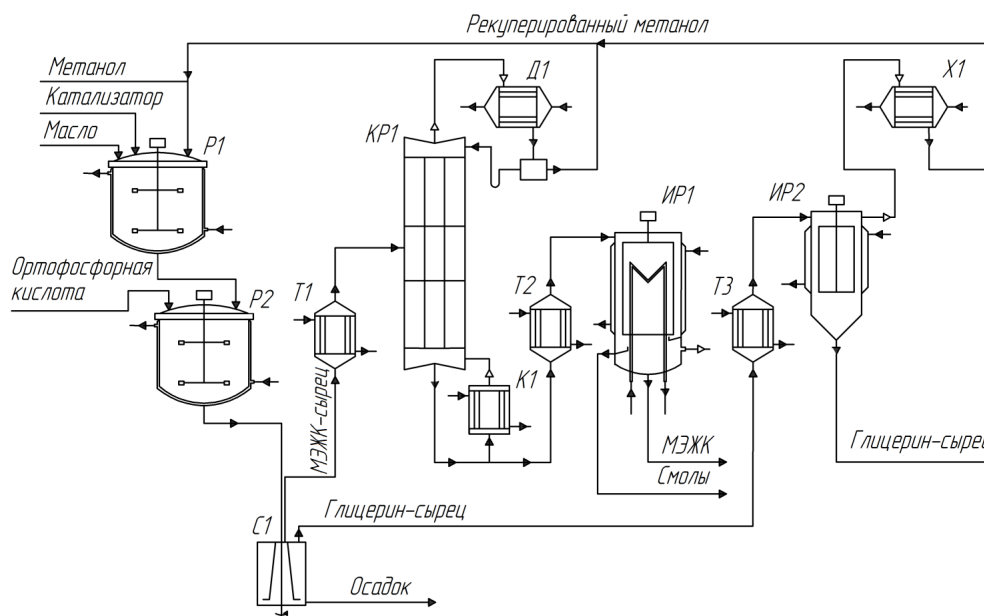 Рекуперированный метанол
Метанол
Катализатор
Масло
Р1
КР1
Д1
Х1
ИР1
ИР2
Ортофосфорная
кислота
Р2
Т1
Т2
Т3
К1
МЭЖК-сырец
МЭЖК
Смолы
Глицерин-сырец
Глицерин-сырец
С1
Осадок